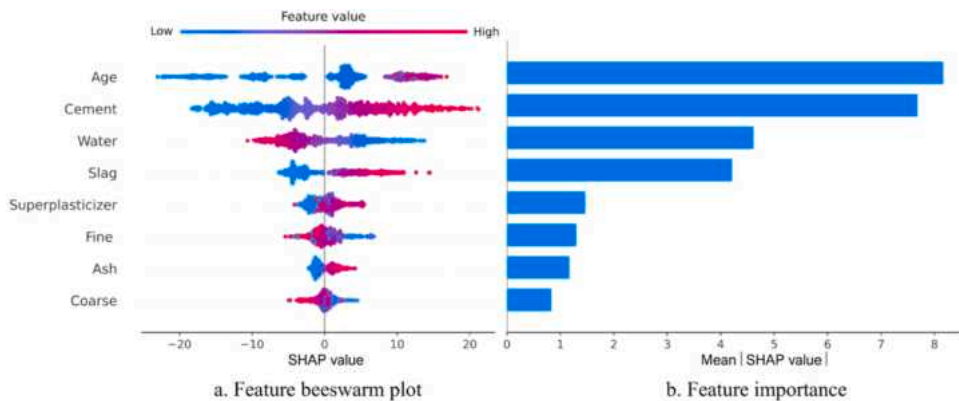 Feature value
Low High
Age
Cement
Water
Slag
Superplasticizer
Fine
Ash
Coarse
−20 −10 0 10 20
SHAP value
a. Feature beeswarm plot
0 1 2 3 4 5 6 7 8
Mean|SHAP value|
b. Feature importance